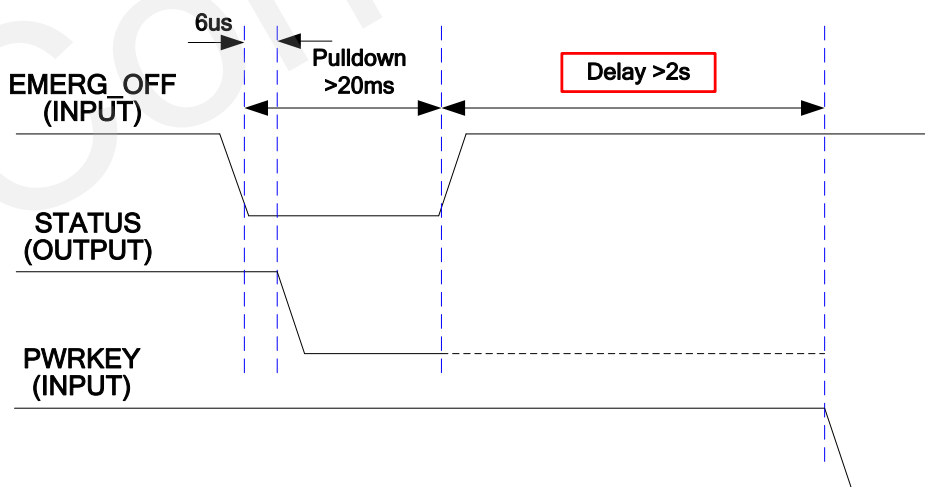 6us
Pulldown
>20ms
Delay >2s
EMERG_OFF
(INPUT)
STATUS
(OUTPUT)
PWRKEY
(INPUT)